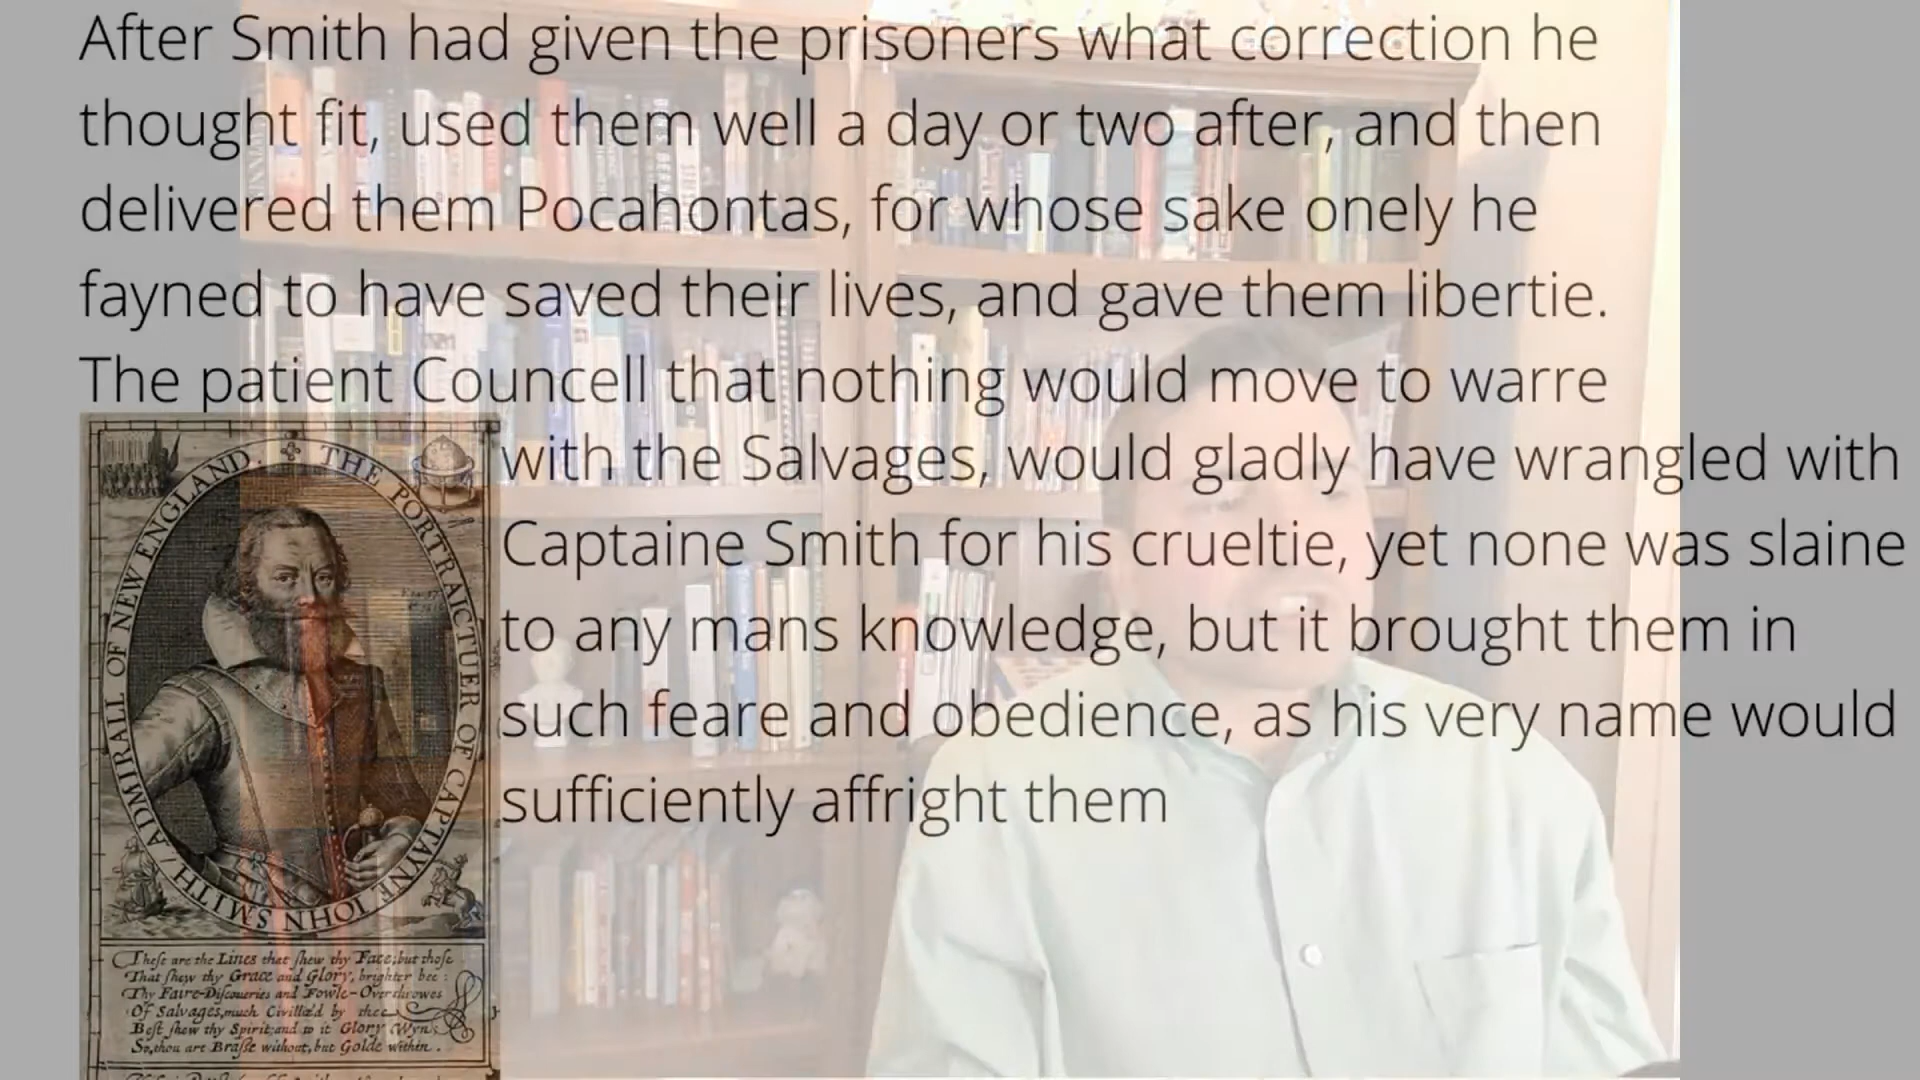 After Smith had given the prisoners what correction he
thought fit, used them well a day or two after, and then
delivered them Pocahontas, for whose sake onely he
fayned to have saved their lives, and gave them libertie.
The patient Councell that nothing would move to warre
with the Salvages, would gladly have wrangled with
Captaine Smith for his crueltie, yet none was slaine
to any mans knowledge, but it brought them in
such feare and obedience, as his very name would
sufficiently affright them
THE PORTRAICTUER OF CAPTAYNE IOHN SMITH ADMIRALL OF NEW ENGLAND.
These are the Lines that shew thy Face; but those
That shew thy Grace and Glory, brighter bee:
Thy Faire-Discoueries and Fowle-Overthrowes
Of Salvages, much Civilliz'd by thee
Best shew thy Spirit; and to it Glory Wyn;
So, thou art Brasse without, but Golde within.